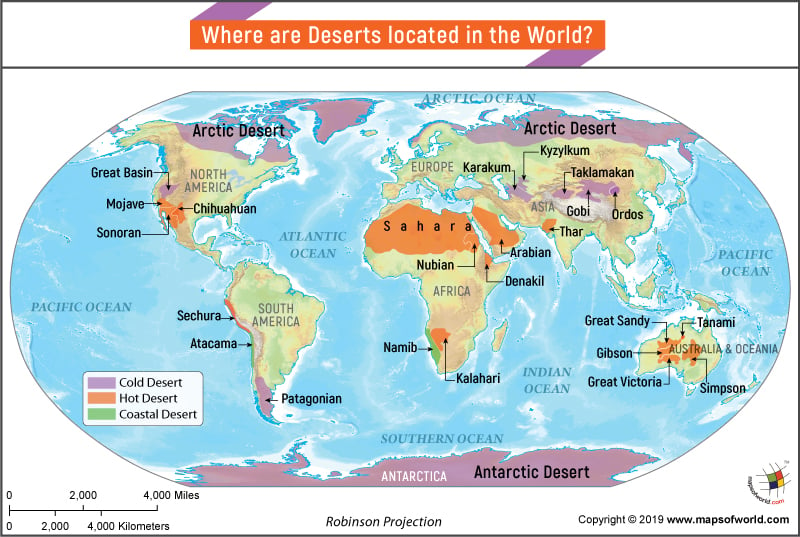 Where are Deserts located in the World?
ARCTIC OCEAN
Arctic Desert
Arctic Desert
Great Basin
NORTH
AMERICA
EUROPE
Karakum
Kyzylkum
Taklamakan
Mojave
Chihuahuan
ASIA
Gobi
Ordos
Sonoran
Sahara
Thar
ATLANTIC
OCEAN
Arabian
PACIFIC
OCEAN
Nubian
Denakil
AFRICA
PACIFIC OCEAN
SOUTH
AMERICA
Sechura
Great Sandy
Tanami
Atacama
Namib
Gibson
AUSTRALIA & OCEANIA
INDIAN
OCEAN
Kalahari
Great Victoria
Simpson
Cold Desert
Hot Desert
Coastal Desert
Patagonian
SOUTHERN OCEAN
ANTARCTICA
Antarctic Desert
0 2,000 4,000 Miles
0 2,000 4,000 Kilometers
Robinson Projection
mapsofworld.com
TM
Copyright © 2019 www.mapsofworld.com